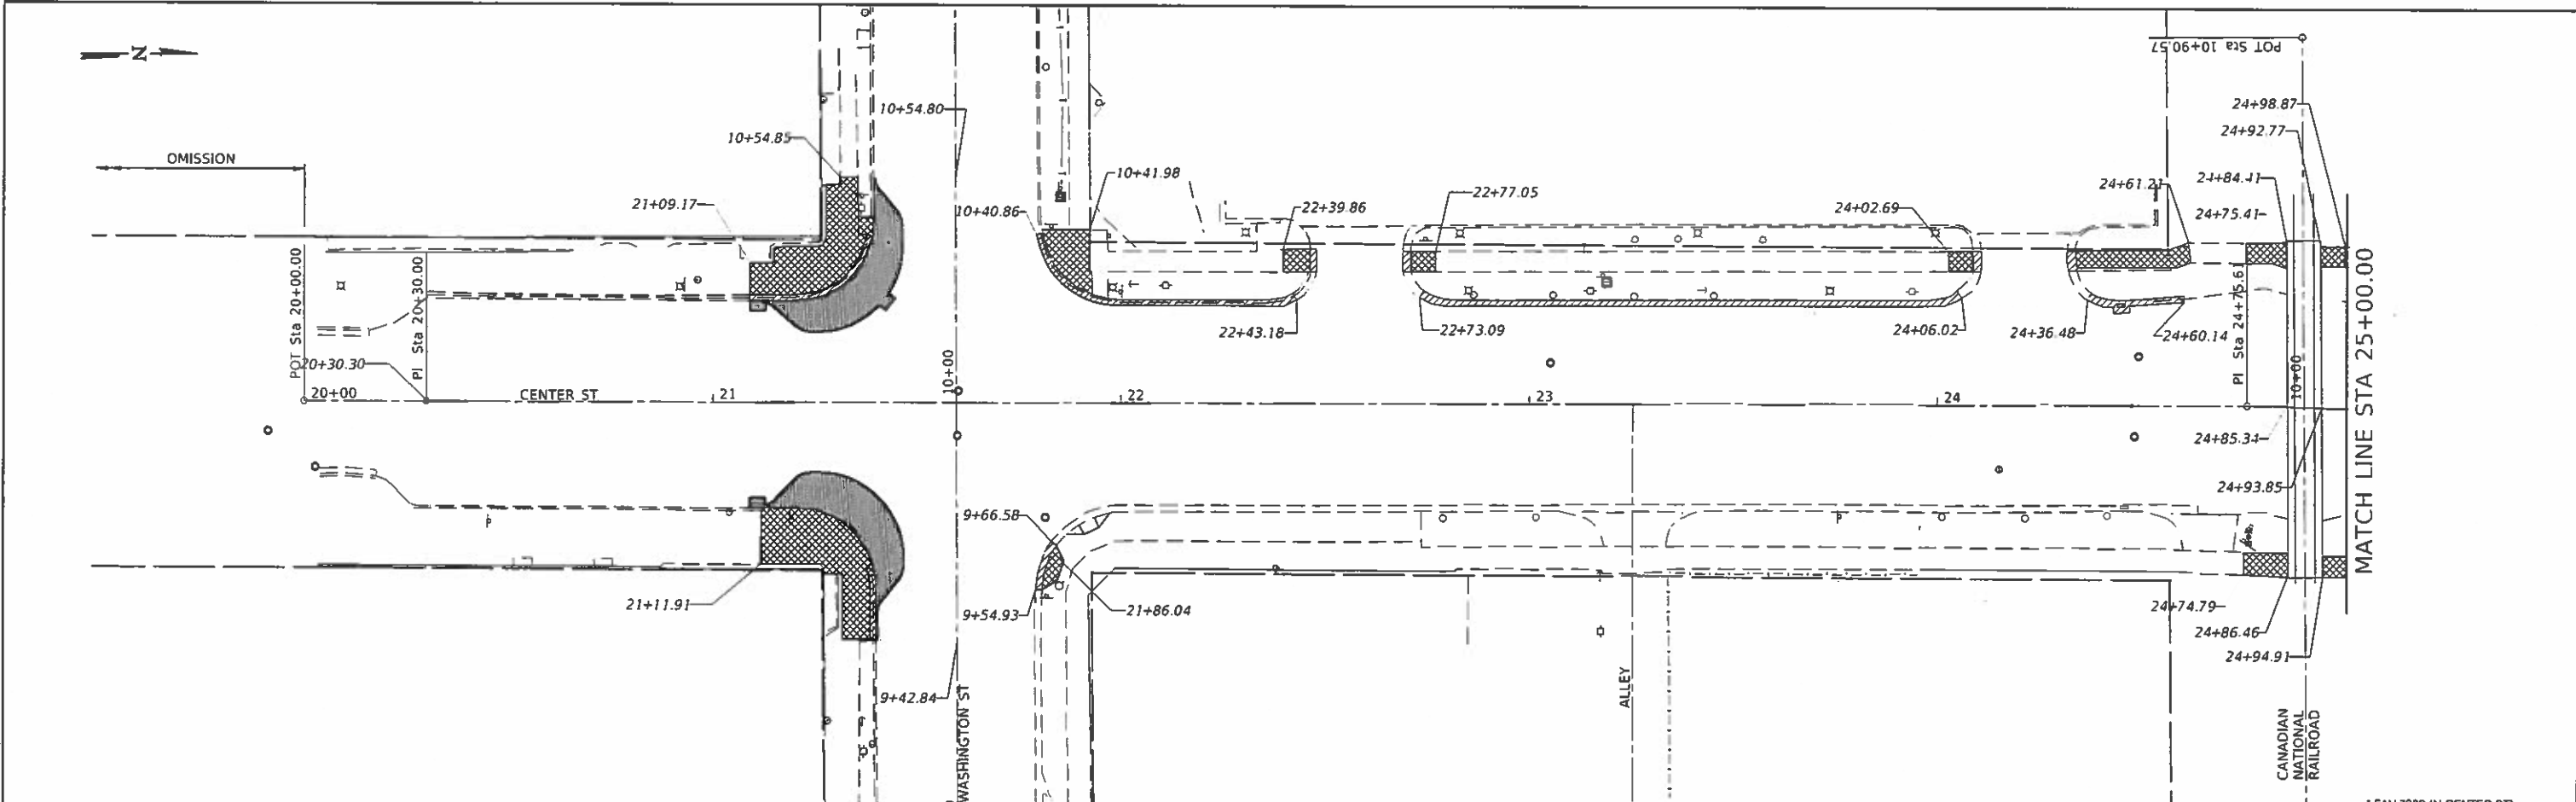 N
POT Sta 10+90.57
24+98.87
10+54.80
24+92.77
10+54.85
OMISSION
10+41.98
24+61.21
24+84.41
22+77.05
21+09.17
10+40.86
22+39.86
24+02.69
24+75.41
POT Sta 20+00.00
PI Sta 20+30.00
PI Sta 24+75.61
MATCH LINE STA 25+00.00
22+43.18
22+73.09
24+06.02
24+36.48
24+60.14
20+30.30
10+00
10+00
20+00
CENTER ST
21
22
23
24
24+85.34
24+93.85
9+66.58
21+11.91
9+54.93
21+86.04
24+74.79
24+86.46
24+94.91
9+42.84
WASHINGTON ST
ALLEY
CANADIAN
NATIONAL
RAILROAD